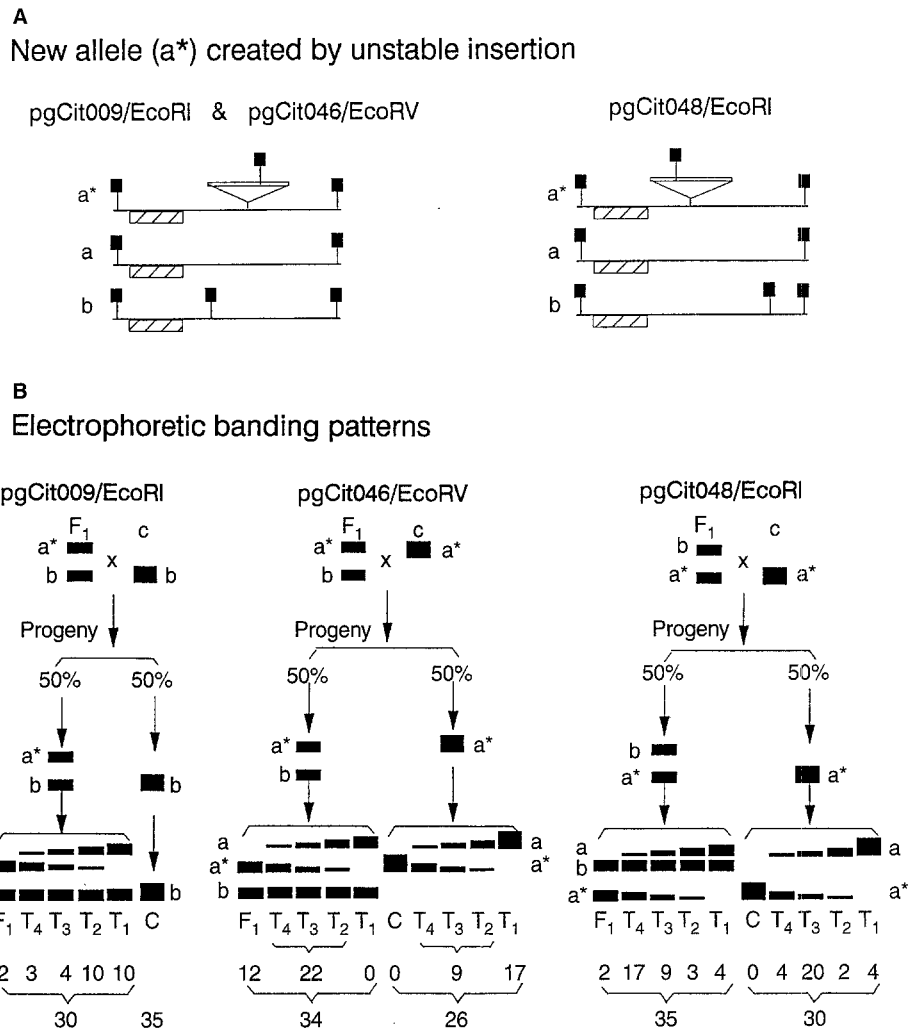 A
New allele (a*) created by unstable insertion
pgCit009/EcoRI & pgCit046/EcoRV
pgCit048/EcoRI
a*
a
b
a*
a
b
B
Electrophoretic banding patterns
pgCit009/EcoRI
F1 c
a*
x
b b
Progeny
50% 50%
a*
b b
b
F1 T4 T3 T2 T1 C
2 3 4 10 10
30 35
pgCit046/EcoRV
F1 c
a* a*
x
b
Progeny
50% 50%
a* a*
b
a a
a* a*
b
F1 T4 T3 T2 T1 C T4 T3 T2 T1
12 22 0 0 9 17
34 26
pgCit048/EcoRI
F1 c
b
x
a* a*
Progeny
50% 50%
b
a* a*
a a
b
a* a*
F1 T4 T3 T2 T1 C T4 T3 T2 T1
2 17 9 3 4 0 4 20 2 4
35 30